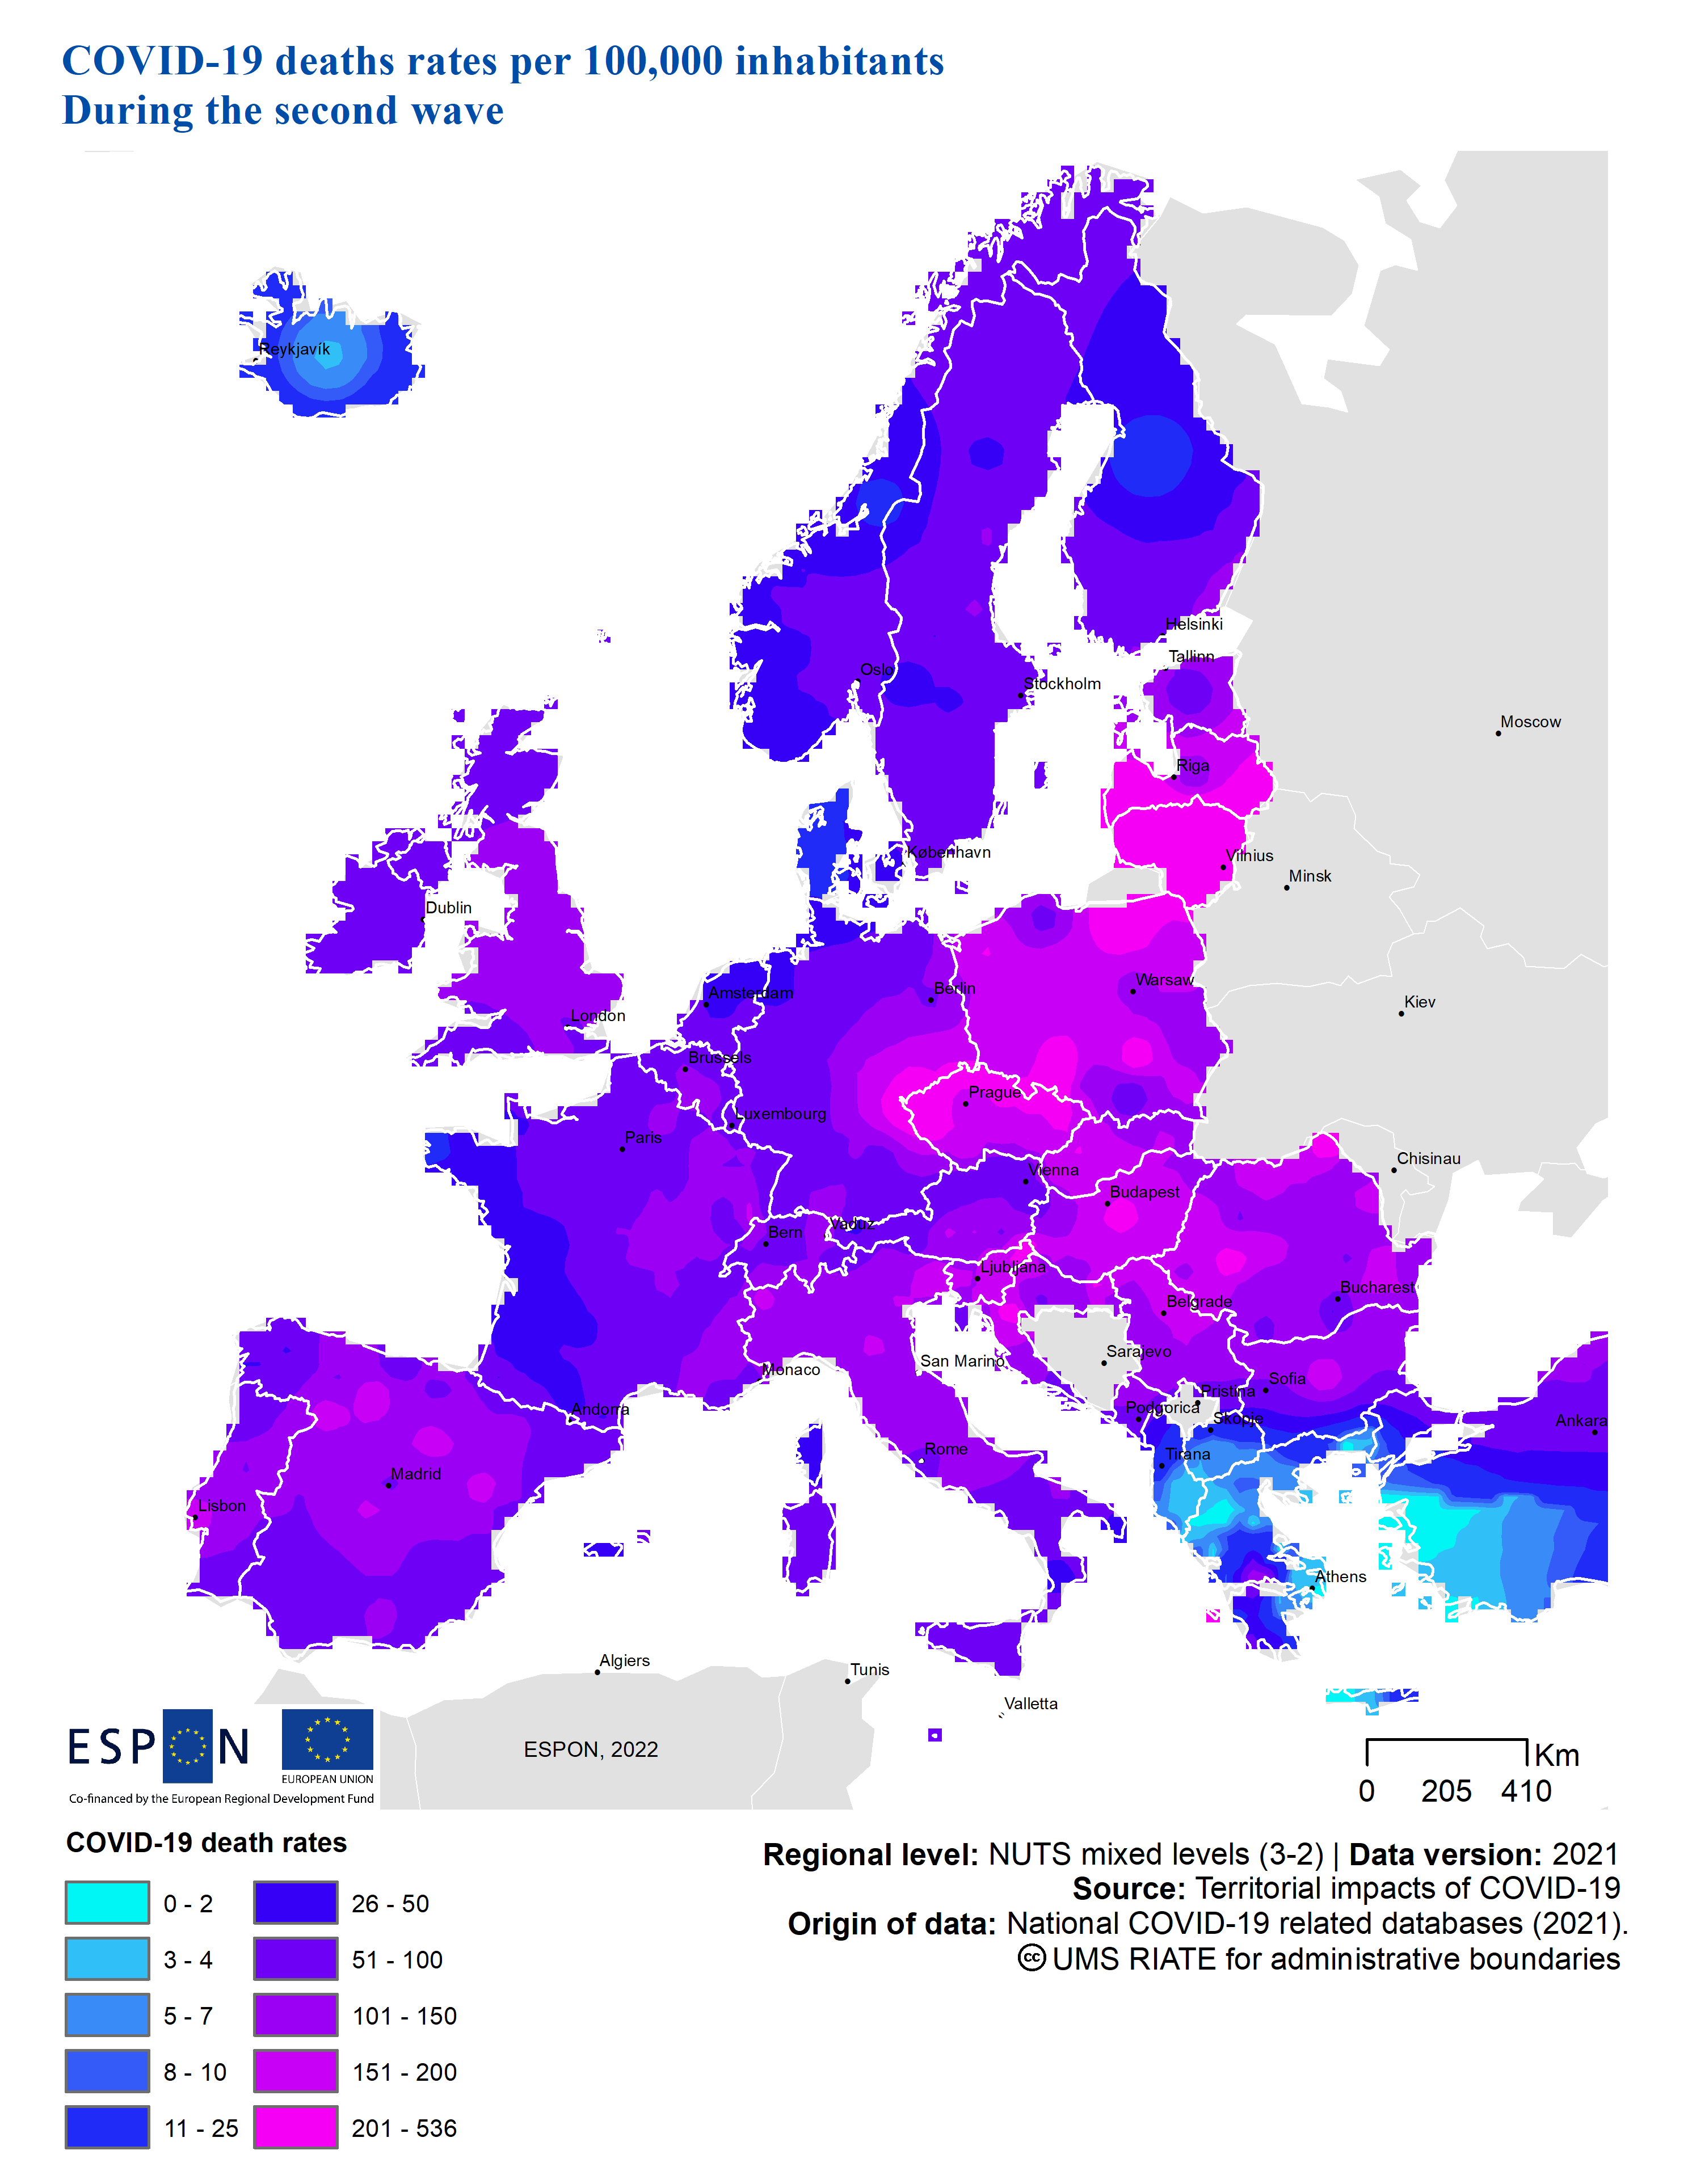 COVID-19 deaths rates per 100,000 inhabitants
During the second wave
Reykjavík
Helsinki
Tallinn
Oslo
Stockholm
Moscow
Riga
København
Vilnius
Minsk
Dublin
Warsaw
Berlin
Amsterdam
Kiev
London
Brussels
Prague
Luxembourg
Paris
Chisinau
Vienna
Budapest
Vaduz
Bern
Ljubljana
Bucharest
Belgrade
Sarajevo
San Marino
Monaco
Sofia
Pristina
Podgorica
Andorra
Skopje
Ankara
Rome
Tirana
Madrid
Lisbon
Athens
Algiers
Tunis
Valletta
ESPON
EUROPEAN UNION
Co-financed by the European Regional Development Fund
ESPON, 2022
Km
0 205 410
COVID-19 death rates
0 - 2
3 - 4
5 - 7
8 - 10
11 - 25
26 - 50
51 - 100
101 - 150
151 - 200
201 - 536
Regional level: NUTS mixed levels (3-2) | Data version: 2021
Source: Territorial impacts of COVID-19
Origin of data: National COVID-19 related databases (2021).
cc UMS RIATE for administrative boundaries